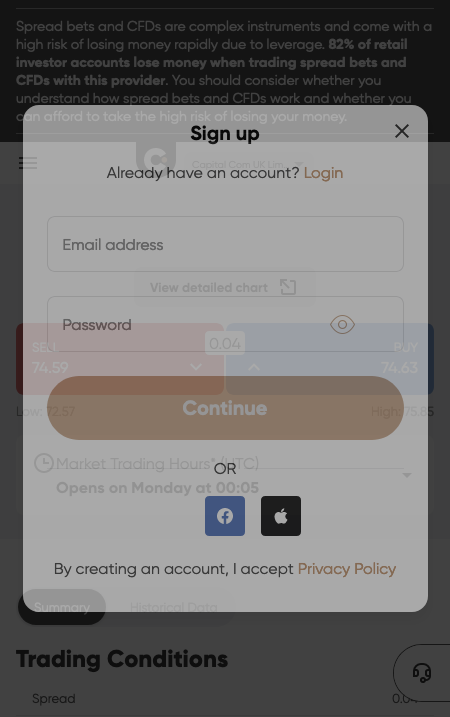 Spread bets and CFDs are complex instruments and come with a
high risk of losing money rapidly due to leverage. 82% of retail
investor accounts lose money when trading spread bets and
CFDs with this provider. You should consider whether you
understand how spread bets and CFDs work and whether you
can afford to take the high risk of losing your money.
Sign up
Capital Com UK Lim
Already have an account? Login
Email address
View detailed chart
Password
SELL
0.04
BUY
74.59
74.63
Low: 72.57
High: 75.85
Continue
Market Trading Hours* (UTC)
OR
Opens on Monday at 00:05
By creating an account, I accept Privacy Policy
Summary
Historical Data
Trading Conditions
Spread
0.04